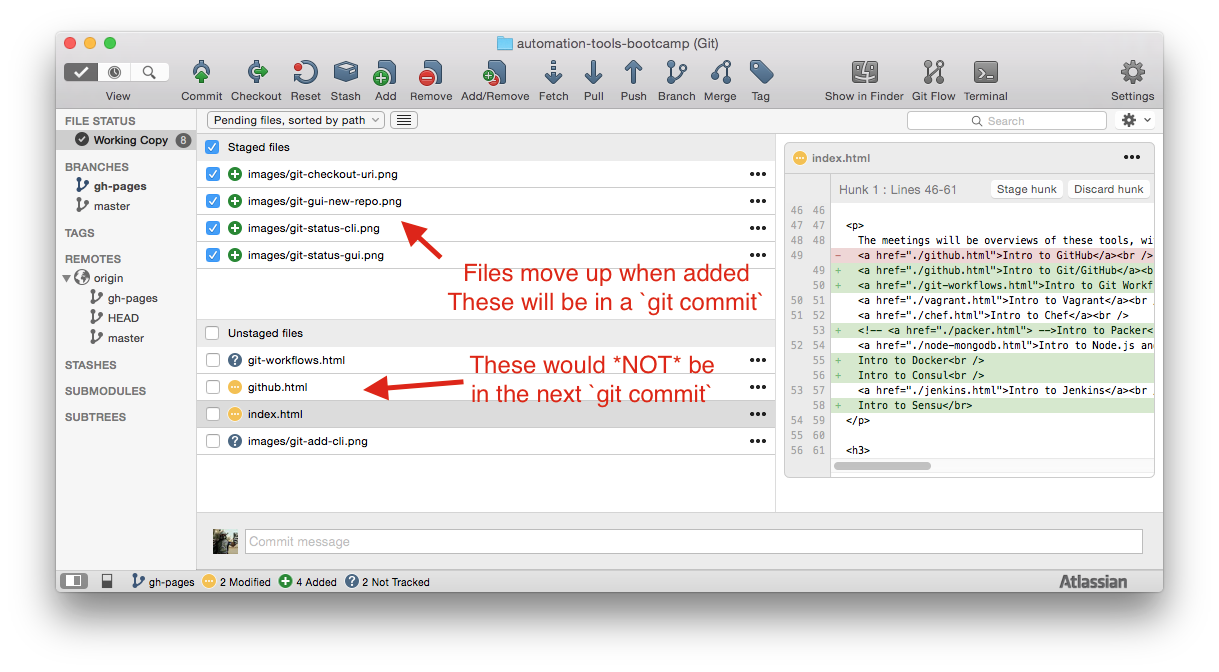 automation-tools-bootcamp (Git)
View Commit Checkout Reset Stash Add Remove Add/Remove Fetch Pull Push Branch Merge Tag Show in Finder Git Flow Terminal Settings
FILE STATUS
Working Copy 8
BRANCHES
gh-pages
master
TAGS
REMOTES
origin
gh-pages
HEAD
master
STASHES
SUBMODULES
SUBTREES
Pending files, sorted by path
Search
Staged files
images/git-checkout-uri.png
images/git-gui-new-repo.png
images/git-status-cli.png
images/git-status-gui.png
Files move up when added
These will be in a `git commit`
Unstaged files
git-workflows.html
github.html
index.html
images/git-add-cli.png
These would *NOT* be
in the next `git commit`
index.html
Hunk 1 : Lines 46-61 Stage hunk Discard hunk
46 46
47 47 <p>
48 48 The meetings will be overviews of these tools, wi
49 - <a href="./github.html">Intro to GitHub</a><br />
49 + <a href="./github.html">Intro to Git/GitHub</a><b
50 + <a href="./git-workflows.html">Intro to Git Workf
50 51 <a href="./vagrant.html">Intro to Vagrant</a><br
51 52 <a href="./chef.html">Intro to Chef</a><br />
53 + <!-- <a href="./packer.html"> -->Intro to Packer<
52 54 <a href="./node-mongodb.html">Intro to Node.js an
55 + Intro to Docker<br />
56 + Intro to Consul<br />
53 57 <a href="./jenkins.html">Intro to Jenkins</a><br
58 + Intro to Sensu</br>
54 59 </p>
55 60
56 61 <h3>
Commit message
gh-pages 2 Modified 4 Added 2 Not Tracked
Atlassian